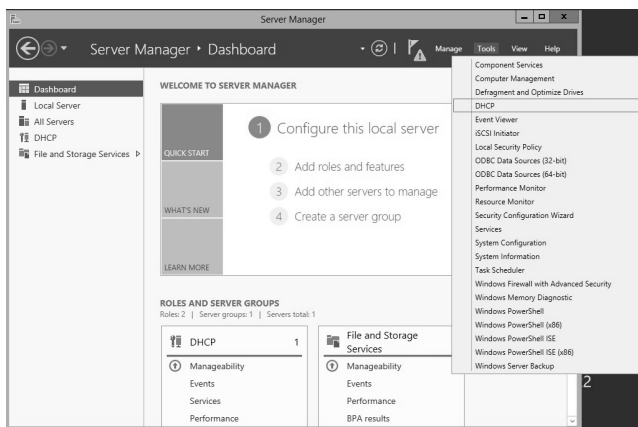 Server Manager
Server Manager • Dashboard
Manage Tools View Help
Dashboard
Local Server
All Servers
DHCP
File and Storage Services
WELCOME TO SERVER MANAGER
QUICK START
WHAT'S NEW
LEARN MORE
1 Configure this local server
2 Add roles and features
3 Add other servers to manage
4 Create a server group
ROLES AND SERVER GROUPS
Roles: 2 | Server groups: 1 | Servers total: 1
DHCP 1
Manageability
Events
Services
Performance
File and Storage
Services
Manageability
Events
Performance
BPA results
Component Services
Computer Management
Defragment and Optimize Drives
DHCP
Event Viewer
iSCSI Initiator
Local Security Policy
ODBC Data Sources (32-bit)
ODBC Data Sources (64-bit)
Performance Monitor
Resource Monitor
Security Configuration Wizard
Services
System Configuration
System Information
Task Scheduler
Windows Firewall with Advanced Security
Windows Memory Diagnostic
Windows PowerShell
Windows PowerShell (x86)
Windows PowerShell ISE
Windows PowerShell ISE (x86)
Windows Server Backup
2